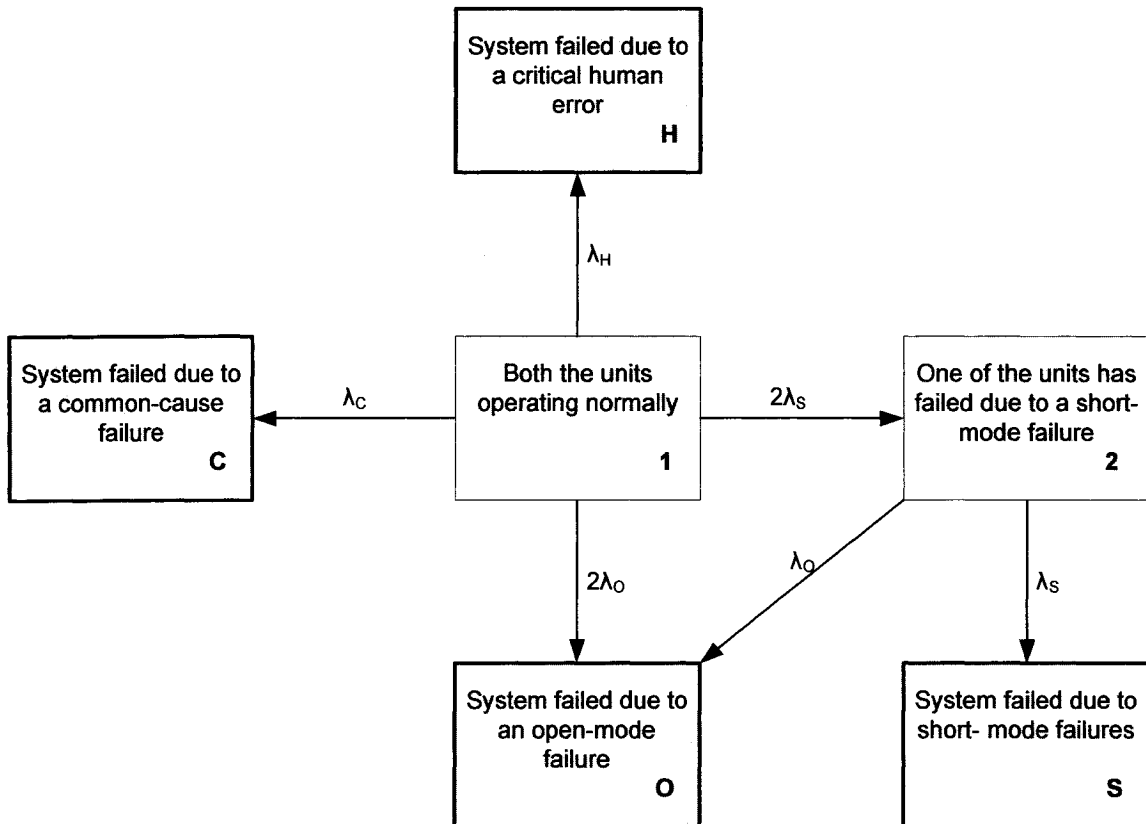 System failed due to
a critical human
error
H
λH
System failed due to
a common-cause
failure
C
λC
Both the units
operating normally
1
2λS
One of the units has
failed due to a short-
mode failure
2
2λO
λO
λS
System failed due to
an open-mode
failure
O
System failed due to
short- mode failures
S